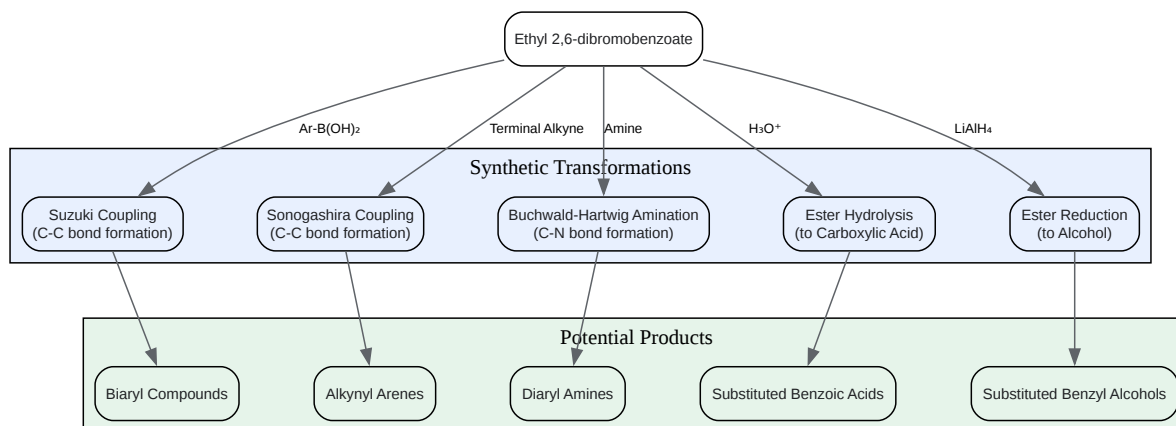 Ethyl 2,6-dibromobenzoate
Ar-B(OH)₂
Terminal Alkyne
Amine
H₃O⁺
LiAlH₄
Synthetic Transformations
Suzuki Coupling
(C-C bond formation)
Sonogashira Coupling
(C-C bond formation)
Buchwald-Hartwig Amination
(C-N bond formation)
Ester Hydrolysis
(to Carboxylic Acid)
Ester Reduction
(to Alcohol)
Potential Products
Biaryl Compounds
Alkynyl Arenes
Diaryl Amines
Substituted Benzoic Acids
Substituted Benzyl Alcohols